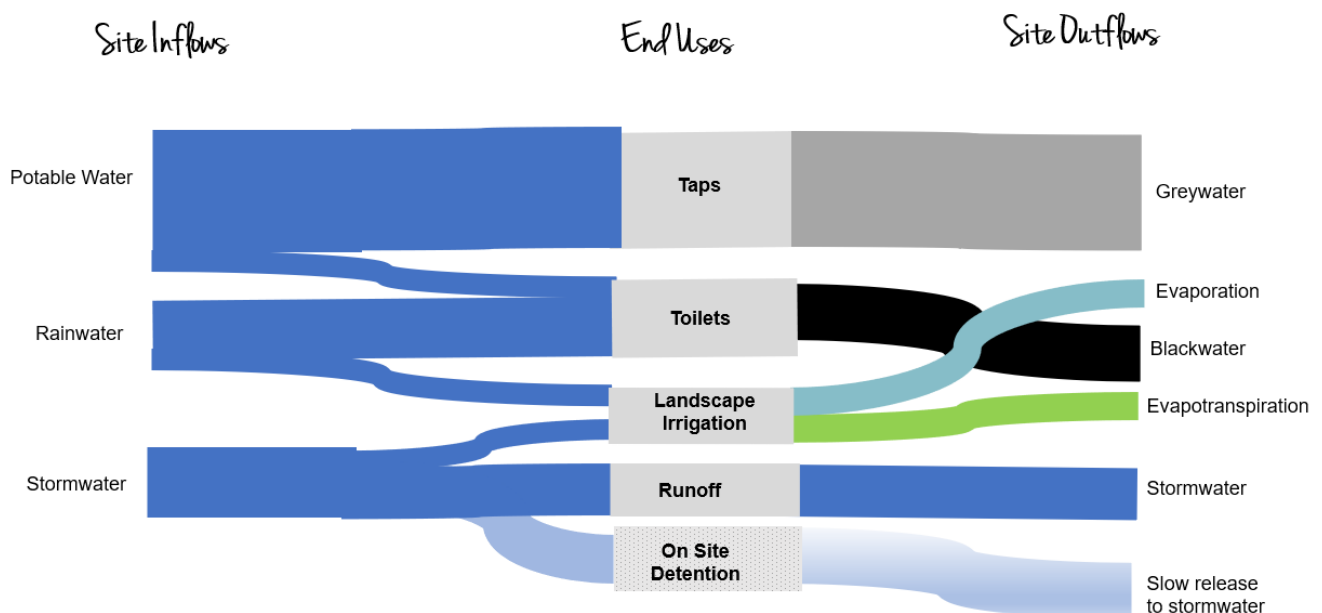 Site Inflows
End Uses
Site Outflows
Potable Water
Taps
Greywater
Rainwater
Toilets
Evaporation
Blackwater
Landscape
Irrigation
Evapotranspiration
Stormwater
Runoff
Stormwater
On Site
Detention
Slow release
to stormwater